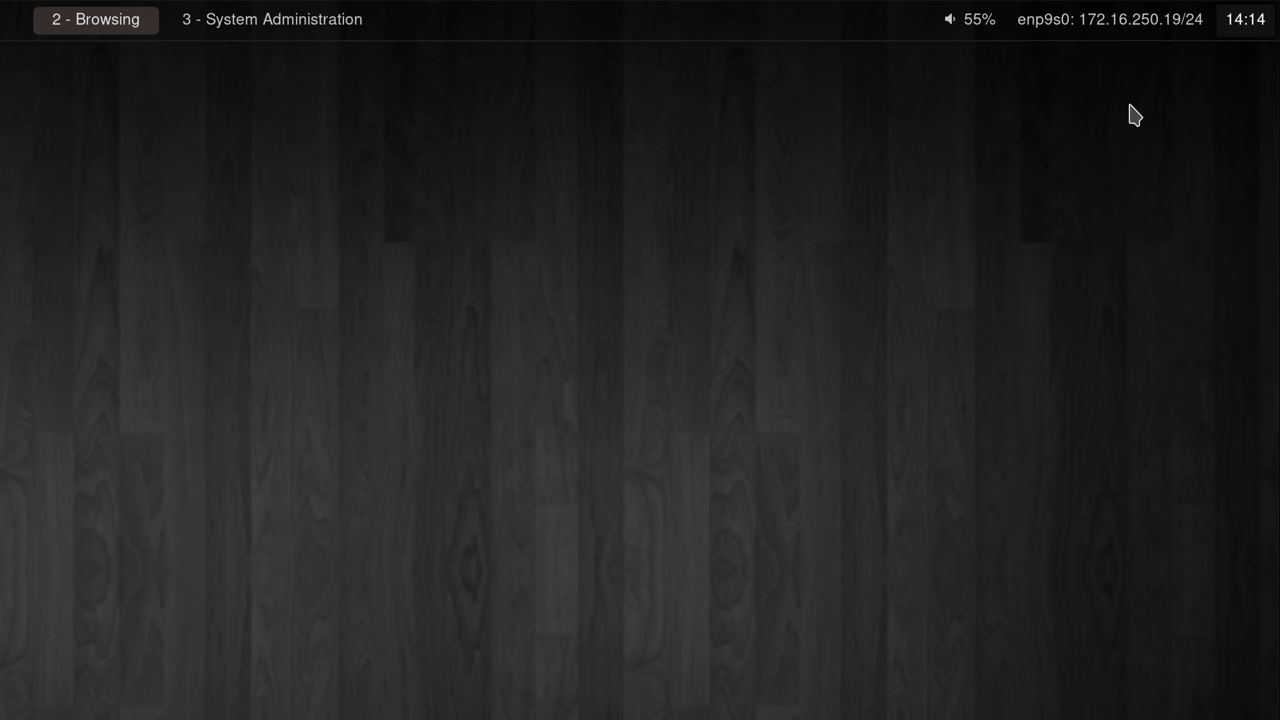 2 - Browsing 3 - System Administration 55% enp9s0: 172.16.250.19/24 14:14